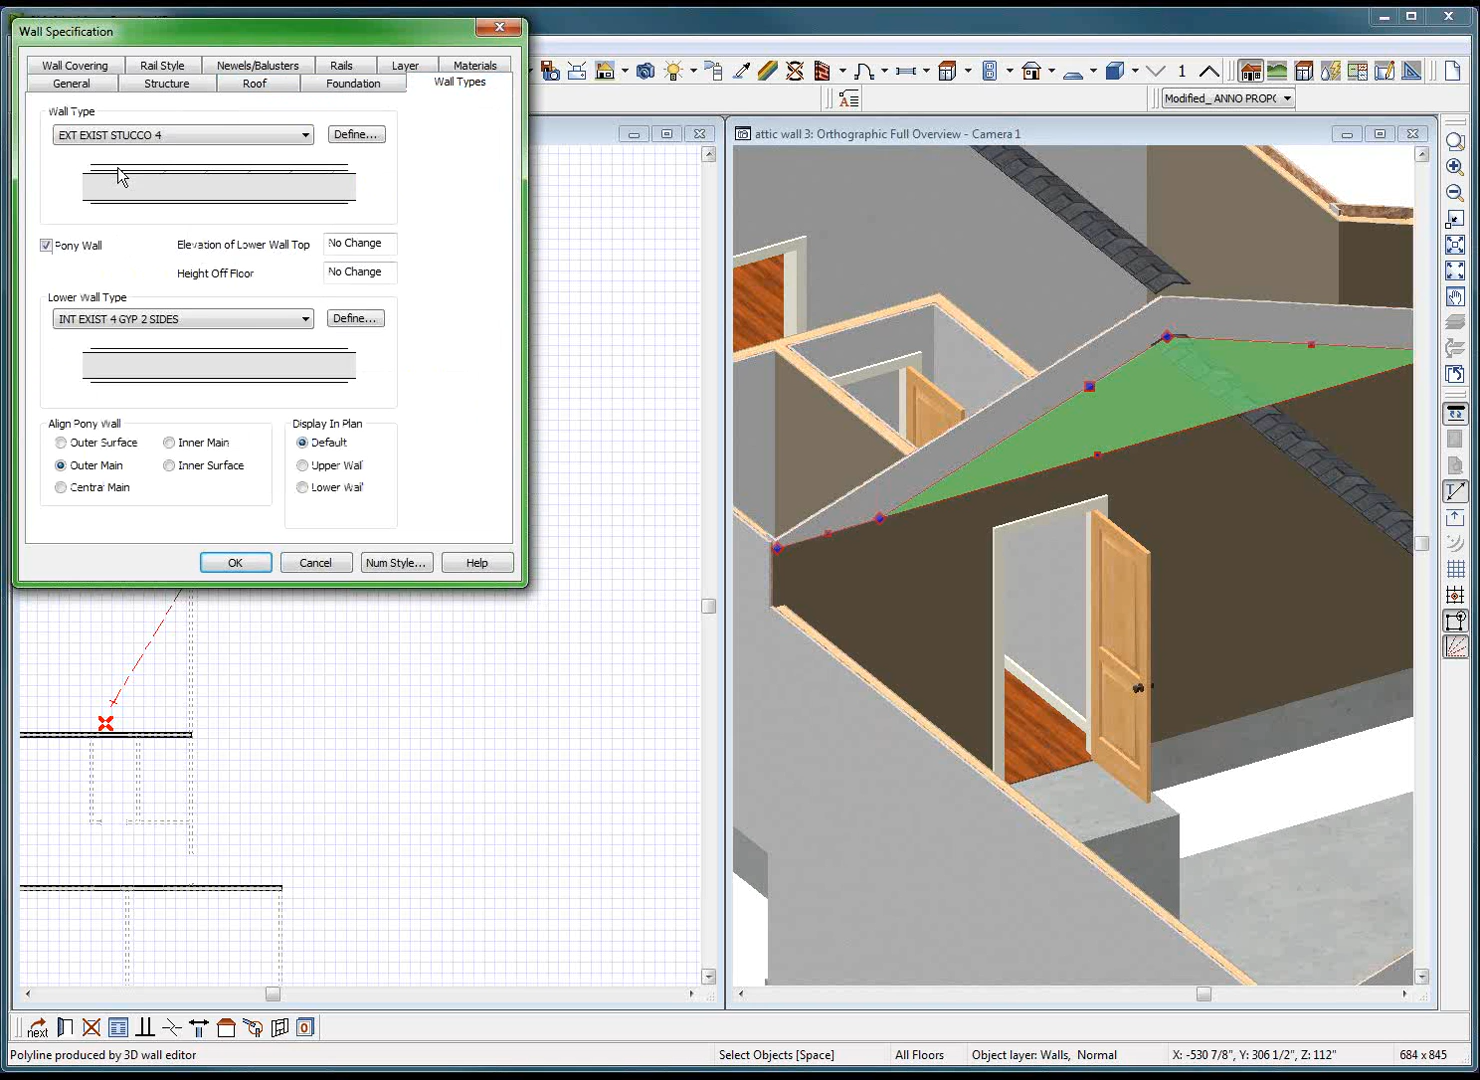 Wall Specification
Wall Covering Rail Style Newels/Balusters Rails Layer Materials
General Structure Roof Foundation Wall Types
Wall Type
EXT EXIST STUCCO 4 Define...
Pony Wall Elevation of Lower Wall Top No Change
Height Off Floor No Change
Lower Wall Type
INT EXIST 4 GYP 2 SIDES Define...
Align Pony Wall Display In Plan
Outer Surface Inner Main Default
Outer Main Inner Surface Upper Wall
Central Main Lower Wall
OK Cancel Num Style... Help
1
Modified_ ANNO PROP(
attic wall 3: Orthographic Full Overview - Camera 1
next
0
Polyline produced by 3D wall editor Select Objects [Space] All Floors Object layer: Walls, Normal X: -530 7/8", Y: 306 1/2", Z: 112" 684 x 845